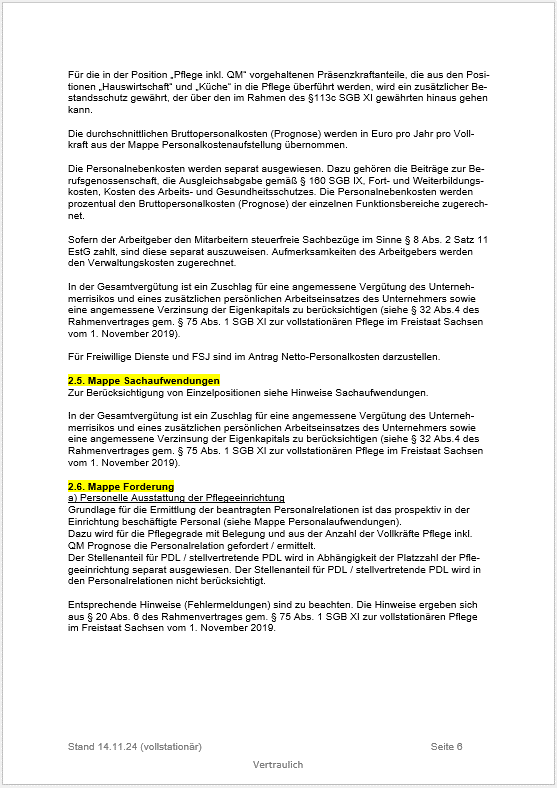 Für die in der Position „Pflege inkl. QM“ vorgehaltenen Präsenzkraftanteile, die aus den Posi-
tionen „Hauswirtschaft“ und „Küche“ in die Pflege überführt werden, wird ein zusätzlicher Be-
standsschutz gewährt, der über den im Rahmen des §113c SGB XI gewährten hinaus gehen
kann.
Die durchschnittlichen Bruttopersonalkosten (Prognose) werden in Euro pro Jahr pro Voll-
kraft aus der Mappe Personalkostenaufstellung übernommen.
Die Personalnebenkosten werden separat ausgewiesen. Dazu gehören die Beiträge zur Be-
rufsgenossenschaft, die Ausgleichsabgabe gemäß § 160 SGB IX, Fort- und Weiterbildungs-
kosten, Kosten des Arbeits- und Gesundheitsschutzes. Die Personalnebenkosten werden
prozentual den Bruttopersonalkosten (Prognose) der einzelnen Funktionsbereiche zugerech-
net.
Sofern der Arbeitgeber den Mitarbeitern steuerfreie Sachbezüge im Sinne § 8 Abs. 2 Satz 11
EStG zahlt, sind diese separat auszuweisen. Aufmerksamkeiten des Arbeitgebers werden
den Verwaltungskosten zugerechnet.
In der Gesamtvergütung ist ein Zuschlag für eine angemessene Vergütung des Unterneh-
merrisikos und eines zusätzlichen persönlichen Arbeitseinsatzes des Unternehmers sowie
eine angemessene Verzinsung der Eigenkapitals zu berücksichtigen (siehe § 32 Abs.4 des
Rahmenvertrages gem. § 75 Abs. 1 SGB XI zur vollstationären Pflege im Freistaat Sachsen
vom 1. November 2019).
Für Freiwillige Dienste und FSJ sind im Antrag Netto-Personalkosten darzustellen.
2.5. Mappe Sachaufwendungen
Zur Berücksichtigung von Einzelpositionen siehe Hinweise Sachaufwendungen.
In der Gesamtvergütung ist ein Zuschlag für eine angemessene Vergütung des Unterneh-
merrisikos und eines zusätzlichen persönlichen Arbeitseinsatzes des Unternehmers sowie
eine angemessene Verzinsung der Eigenkapitals zu berücksichtigen (siehe § 32 Abs.4 des
Rahmenvertrages gem. § 75 Abs. 1 SGB XI zur vollstationären Pflege im Freistaat Sachsen
vom 1. November 2019).
2.6. Mappe Forderung
a) Personelle Ausstattung der Pflegeeinrichtung
Grundlage für die Ermittlung der beantragten Personalrelationen ist das prospektiv in der
Einrichtung beschäftigte Personal (siehe Mappe Personalaufwendungen).
Dazu wird für die Pflegegrade mit Belegung und aus der Anzahl der Vollkräfte Pflege inkl.
QM Prognose die Personalrelation gefordert / ermittelt.
Der Stellenanteil für PDL / stellvertretende PDL wird in Abhängigkeit der Platzzahl der Pfle-
geeinrichtung separat ausgewiesen. Der Stellenanteil für PDL / stellvertretende PDL wird in
den Personalrelationen nicht berücksichtigt.
Entsprechende Hinweise (Fehlermeldungen) sind zu beachten. Die Hinweise ergeben sich
aus § 20 Abs. 6 des Rahmenvertrages gem. § 75 Abs. 1 SGB XI zur vollstationären Pflege
im Freistaat Sachsen vom 1. November 2019.
Stand 14.11.24 (vollstationär) Seite 6
Vertraulich